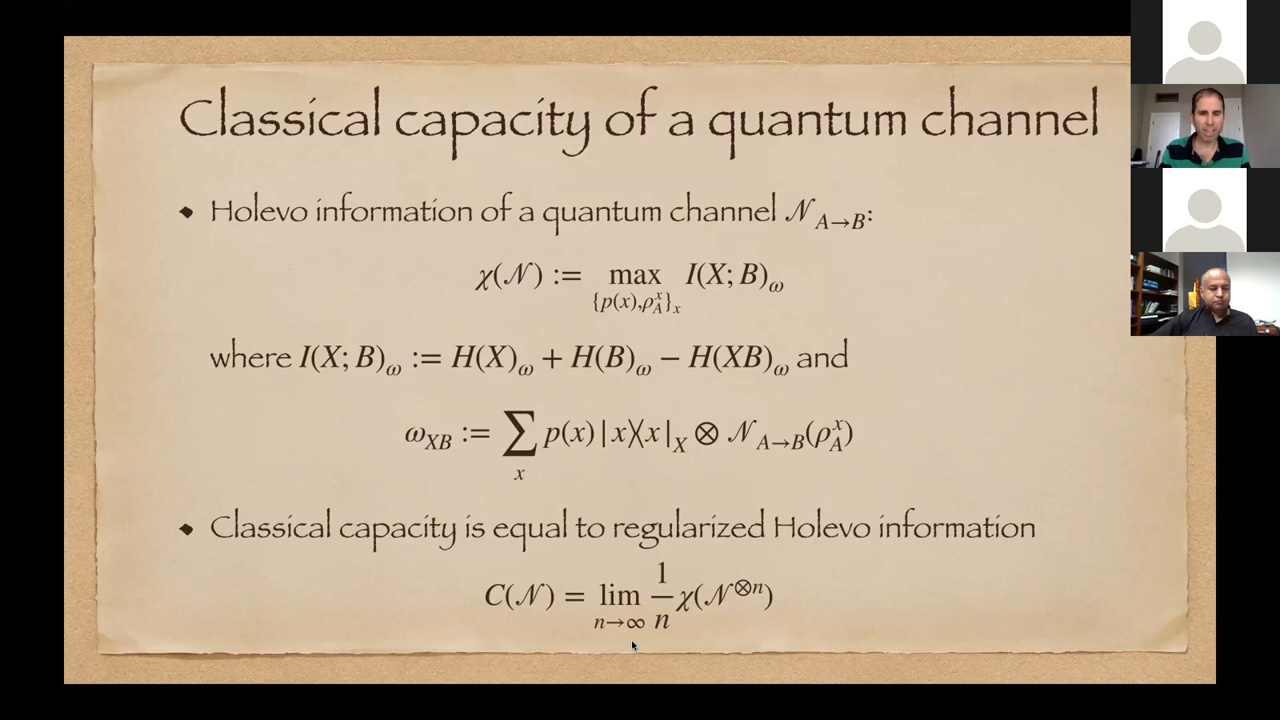 Classical capacity of a quantum channel
• Holevo information of a quantum channel 𝒩_{A→B}:
χ(𝒩) := max_{{p(x),ρ_A^x}_x} I(X; B)_ω
where I(X; B)_ω := H(X)_ω + H(B)_ω − H(XB)_ω and
ω_{XB} := ∑_x p(x) |x⟩⟨x|_X ⊗ 𝒩_{A→B}(ρ_A^x)
• Classical capacity is equal to regularized Holevo information
C(𝒩) = lim_{n→∞} 1/n χ(𝒩^{⊗n})